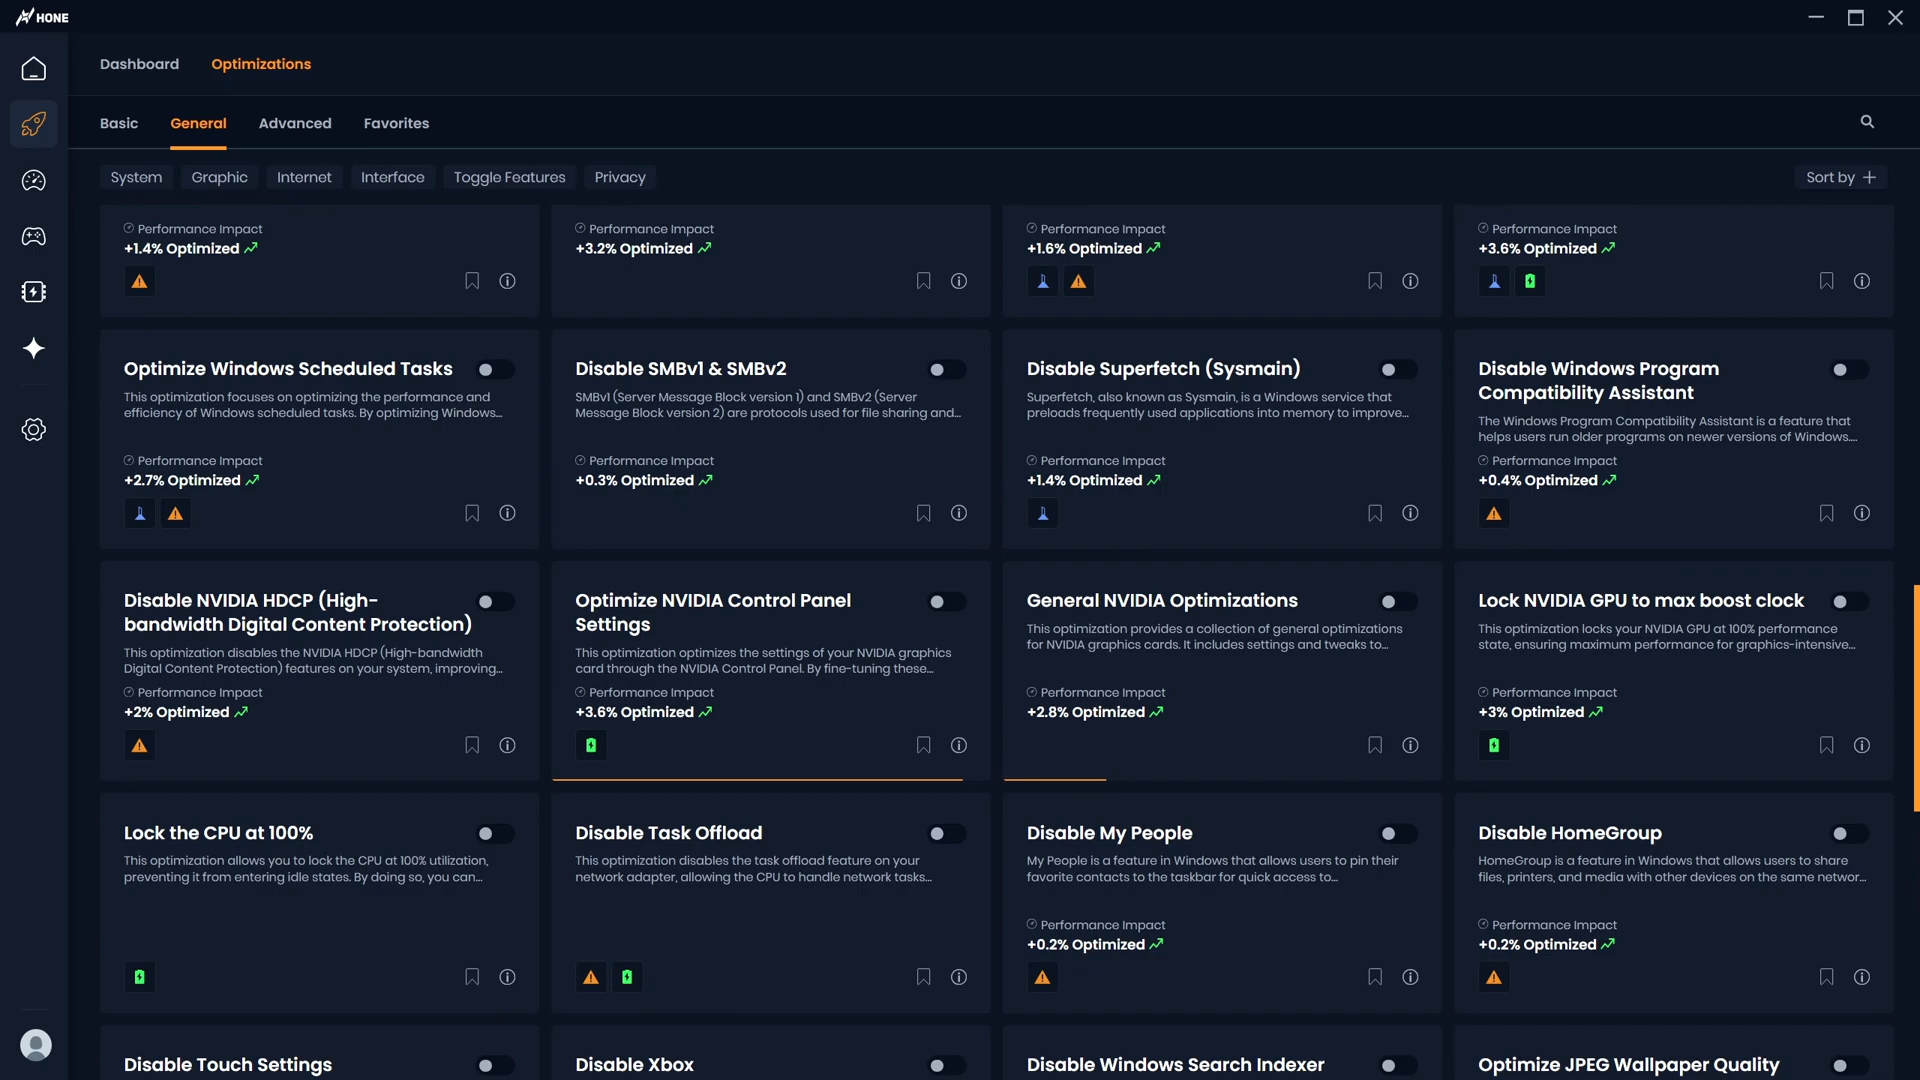 HONE
Dashboard
Optimizations
Basic
General
Advanced
Favorites
System
Graphic
Internet
Interface
Toggle Features
Privacy
Sort by
Performance Impact
+1.4% Optimized
Performance Impact
+3.2% Optimized
Performance Impact
+1.6% Optimized
Performance Impact
+3.6% Optimized
Optimize Windows Scheduled Tasks
This optimization focuses on optimizing the performance and
efficiency of Windows scheduled tasks. By optimizing Windows...
Performance Impact
+2.7% Optimized
Disable SMBv1 & SMBv2
SMBv1 (Server Message Block version 1) and SMBv2 (Server
Message Block version 2) are protocols used for file sharing and...
Performance Impact
+0.3% Optimized
Disable Superfetch (Sysmain)
Superfetch, also known as Sysmain, is a Windows service that
preloads frequently used applications into memory to improve...
Performance Impact
+1.4% Optimized
Disable Windows Program
Compatibility Assistant
The Windows Program Compatibility Assistant is a feature that
helps users run older programs on newer versions of Windows....
Performance Impact
+0.4% Optimized
Disable NVIDIA HDCP (High-
bandwidth Digital Content Protection)
This optimization disables the NVIDIA HDCP (High-bandwidth
Digital Content Protection) features on your system, improving...
Performance Impact
+2% Optimized
Optimize NVIDIA Control Panel
Settings
This optimization optimizes the settings of your NVIDIA graphics
card through the NVIDIA Control Panel. By fine-tuning these...
Performance Impact
+3.6% Optimized
General NVIDIA Optimizations
This optimization provides a collection of general optimizations
for NVIDIA graphics cards. It includes settings and tweaks to...
Performance Impact
+2.8% Optimized
Lock NVIDIA GPU to max boost clock
This optimization locks your NVIDIA GPU at 100% performance
state, ensuring maximum performance for graphics-intensive...
Performance Impact
+3% Optimized
Lock the CPU at 100%
This optimization allows you to lock the CPU at 100% utilization,
preventing it from entering idle states. By doing so, you can...
Disable Task Offload
This optimization disables the task offload feature on your
network adapter, allowing the CPU to handle network tasks...
Disable My People
My People is a feature in Windows that allows users to pin their
favorite contacts to the taskbar for quick access to...
Performance Impact
+0.2% Optimized
Disable HomeGroup
HomeGroup is a feature in Windows that allows users to share
files, printers, and media with other devices on the same networ...
Performance Impact
+0.2% Optimized
Disable Touch Settings
Disable Xbox
Disable Windows Search Indexer
Optimize JPEG Wallpaper Quality